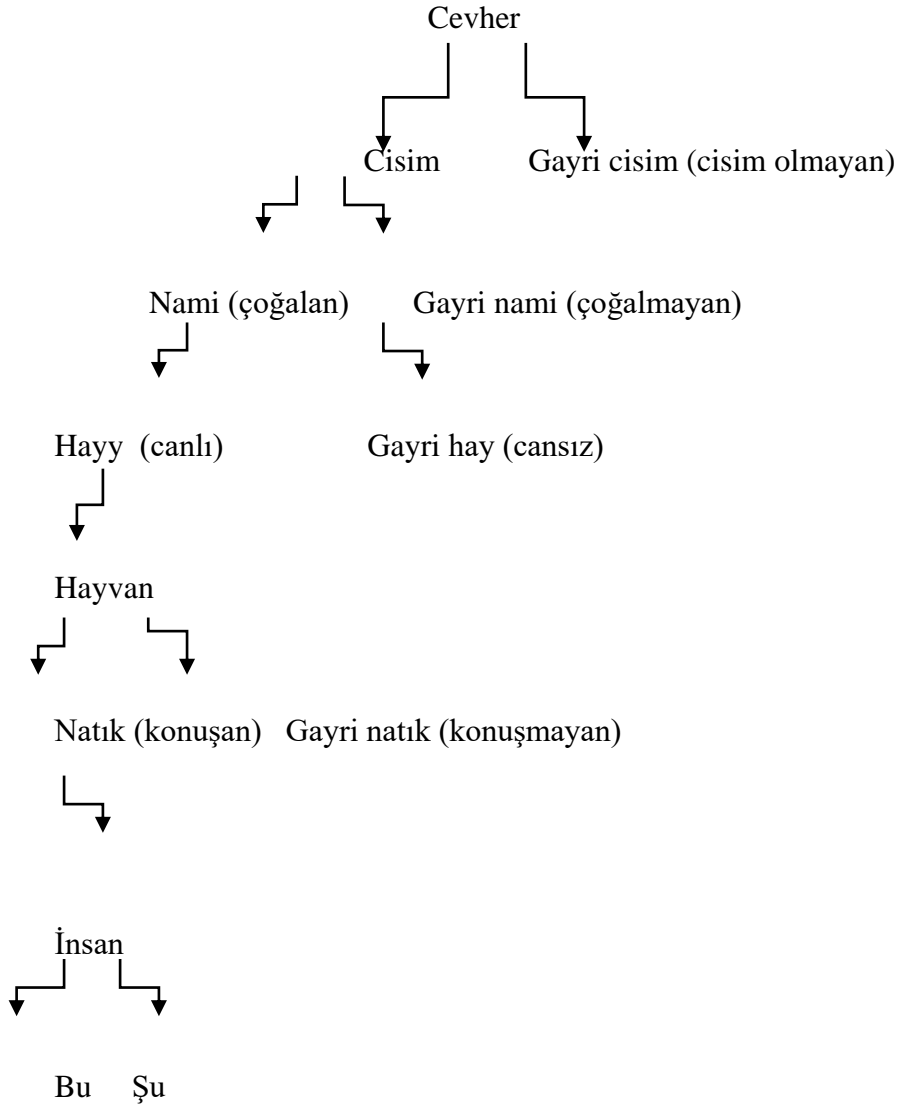 Cevher
Cisim Gayri cisim (cisim olmayan)
Nami (çoğalan) Gayri nami (çoğalmayan)
Hayy (canlı) Gayri hay (cansız)
Hayvan
Natık (konuşan) Gayri natık (konuşmayan)
İnsan
Bu Şu